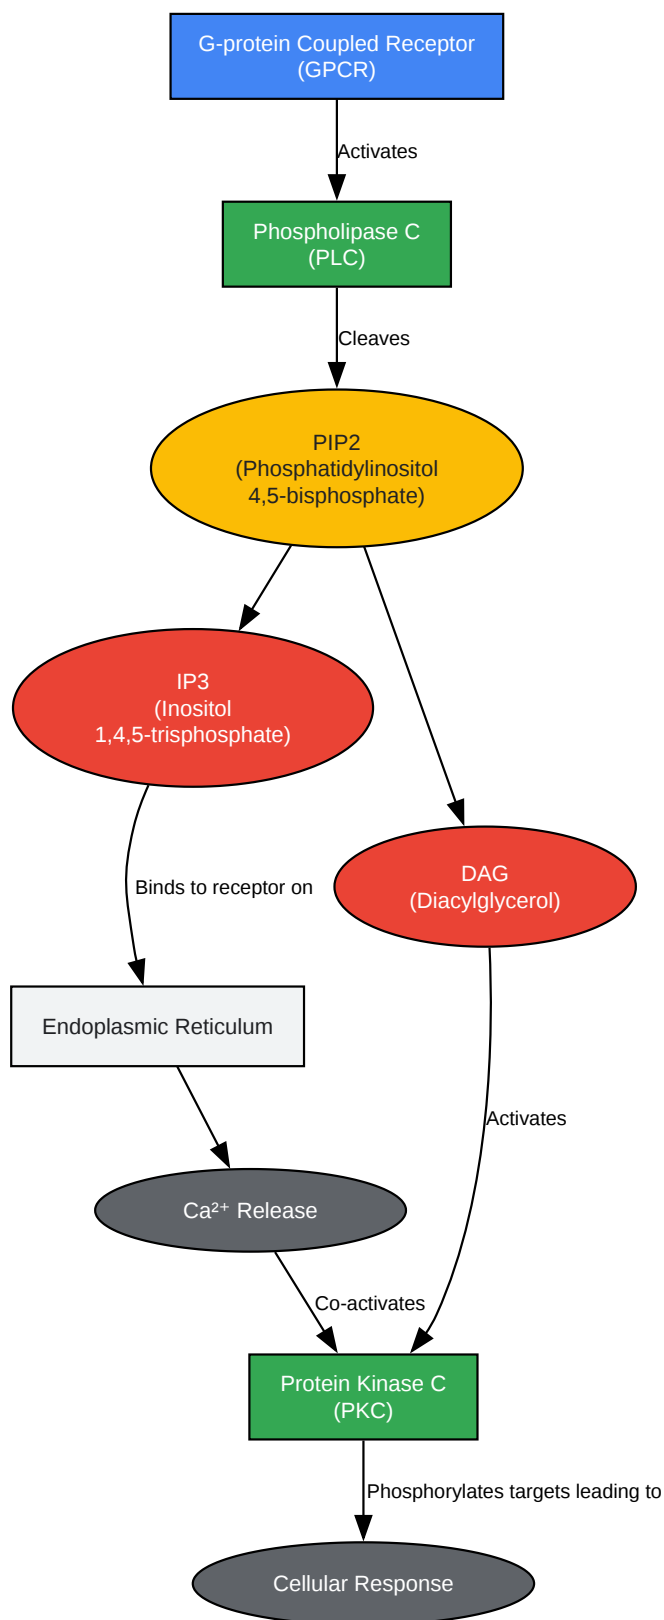 G-protein Coupled Receptor
(GPCR)
Activates
Phospholipase C
(PLC)
Cleaves
PIP2
(Phosphatidylinositol
4,5-bisphosphate)
IP3
(Inositol
1,4,5-trisphosphate)
DAG
(Diacylglycerol)
Binds to receptor on
Endoplasmic Reticulum
Activates
Ca²⁺ Release
Co-activates
Protein Kinase C
(PKC)
Phosphorylates targets leading to
Cellular Response